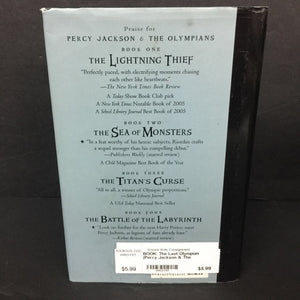 Praise for
PERCY JACKSON & THE OLYMPIANS
BOOK ONE
THE LIGHTNING THIEF
"Perfectly paced, with electrifying moments chasing
each other like heartbeats."
—The New York Times Book Review
A Today Show Book Club pick
A New York Times Notable Book of 2005
A School Library Journal Best Book of 2005
BOOK TWO
THE SEA OF MONSTERS
★ "In a feat worthy of his heroic subjects, Riordan crafts
a sequel stronger than his compelling debut."
—Publishers Weekly (starred review)
A Child Magazine Best Book of the Year
BOOK THREE
THE TITAN'S CURSE
"All in all, a winner of Olympic proportions."
—School Library Journal
A USA Today National Best Seller
BOOK FOUR
THE BATTLE OF THE LABYRINTH
★ "Look no further for the next Harry Potter; meet
Percy Jackson, as legions of fans already have."
—Kirkus Reviews (starred review)
BOOK: The Last Olympian
(Percy Jackson & The
$5.99
$5.99